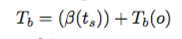 T_b = (β(t_s)) + T_b(o)